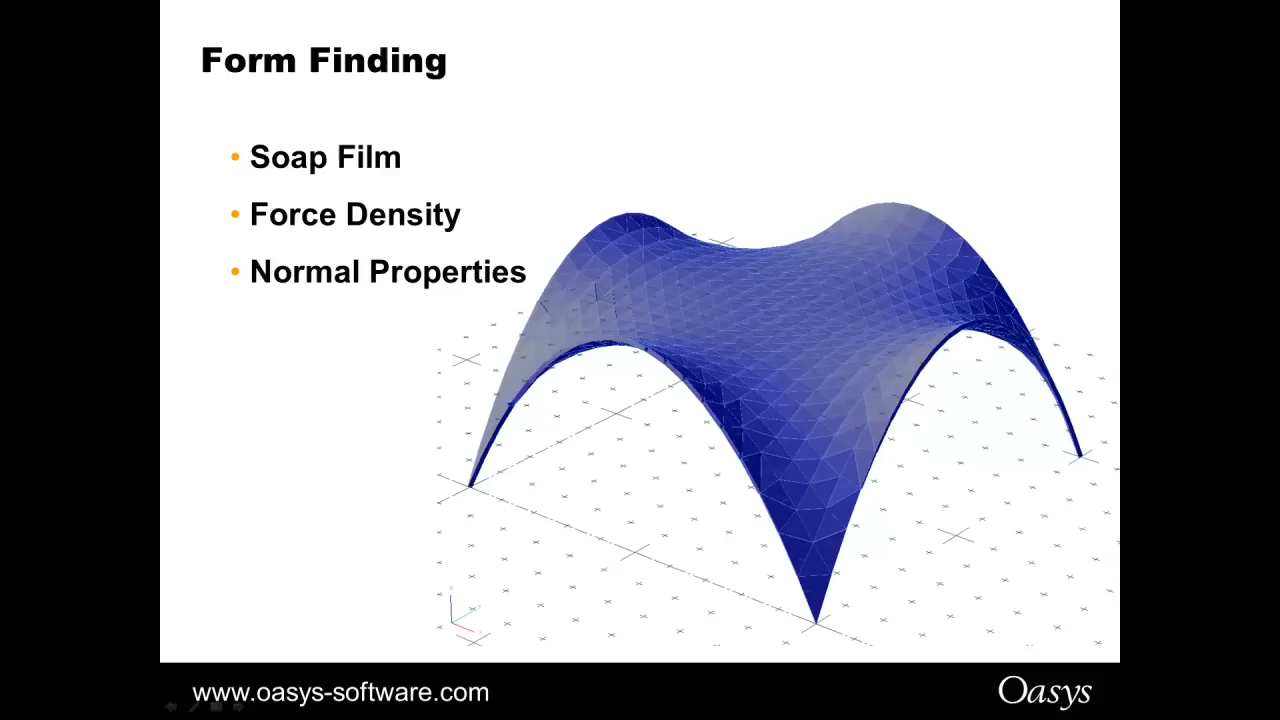 Form Finding
• Soap Film
• Force Density
• Normal Properties
www.oasys-software.com
Oasys